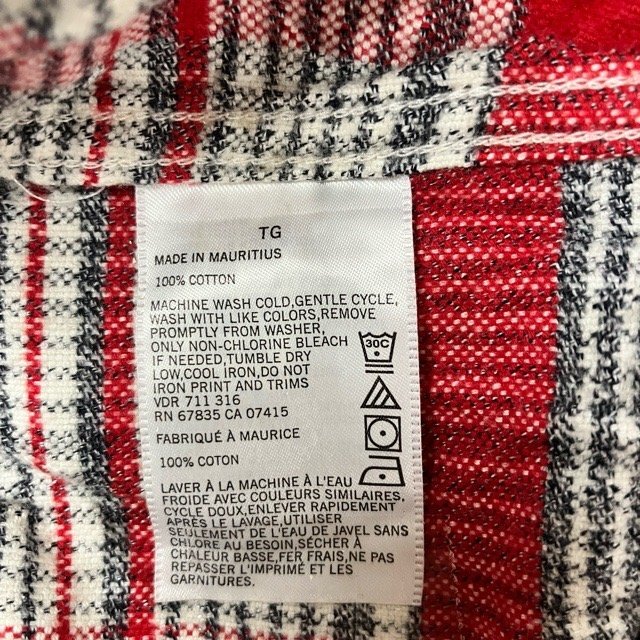 TG
MADE IN MAURITIUS
100% COTTON
MACHINE WASH COLD,GENTLE CYCLE,
WASH WITH LIKE COLORS,REMOVE
PROMPTLY FROM WASHER,
ONLY NON-CHLORINE BLEACH
IF NEEDED,TUMBLE DRY
LOW,COOL IRON,DO NOT
IRON PRINT AND TRIMS
VDR 711 316
RN 67835 CA 07415
30C
FABRIQUÉ À MAURICE
100% COTON
LAVER À LA MACHINE À L'EAU
FROIDE AVEC COULEURS SIMILAIRES,
CYCLE DOUX,ENLEVER RAPIDEMENT
APRÈS LE LAVAGE,UTILISER
SEULEMENT DE L'EAU DE JAVEL SANS
CHLORE AU BESOIN,SÉCHER À
CHALEUR BASSE,FER FRAIS,NE PAS
REPASSER L'IMPRIMÉ ET LES
GARNITURES.